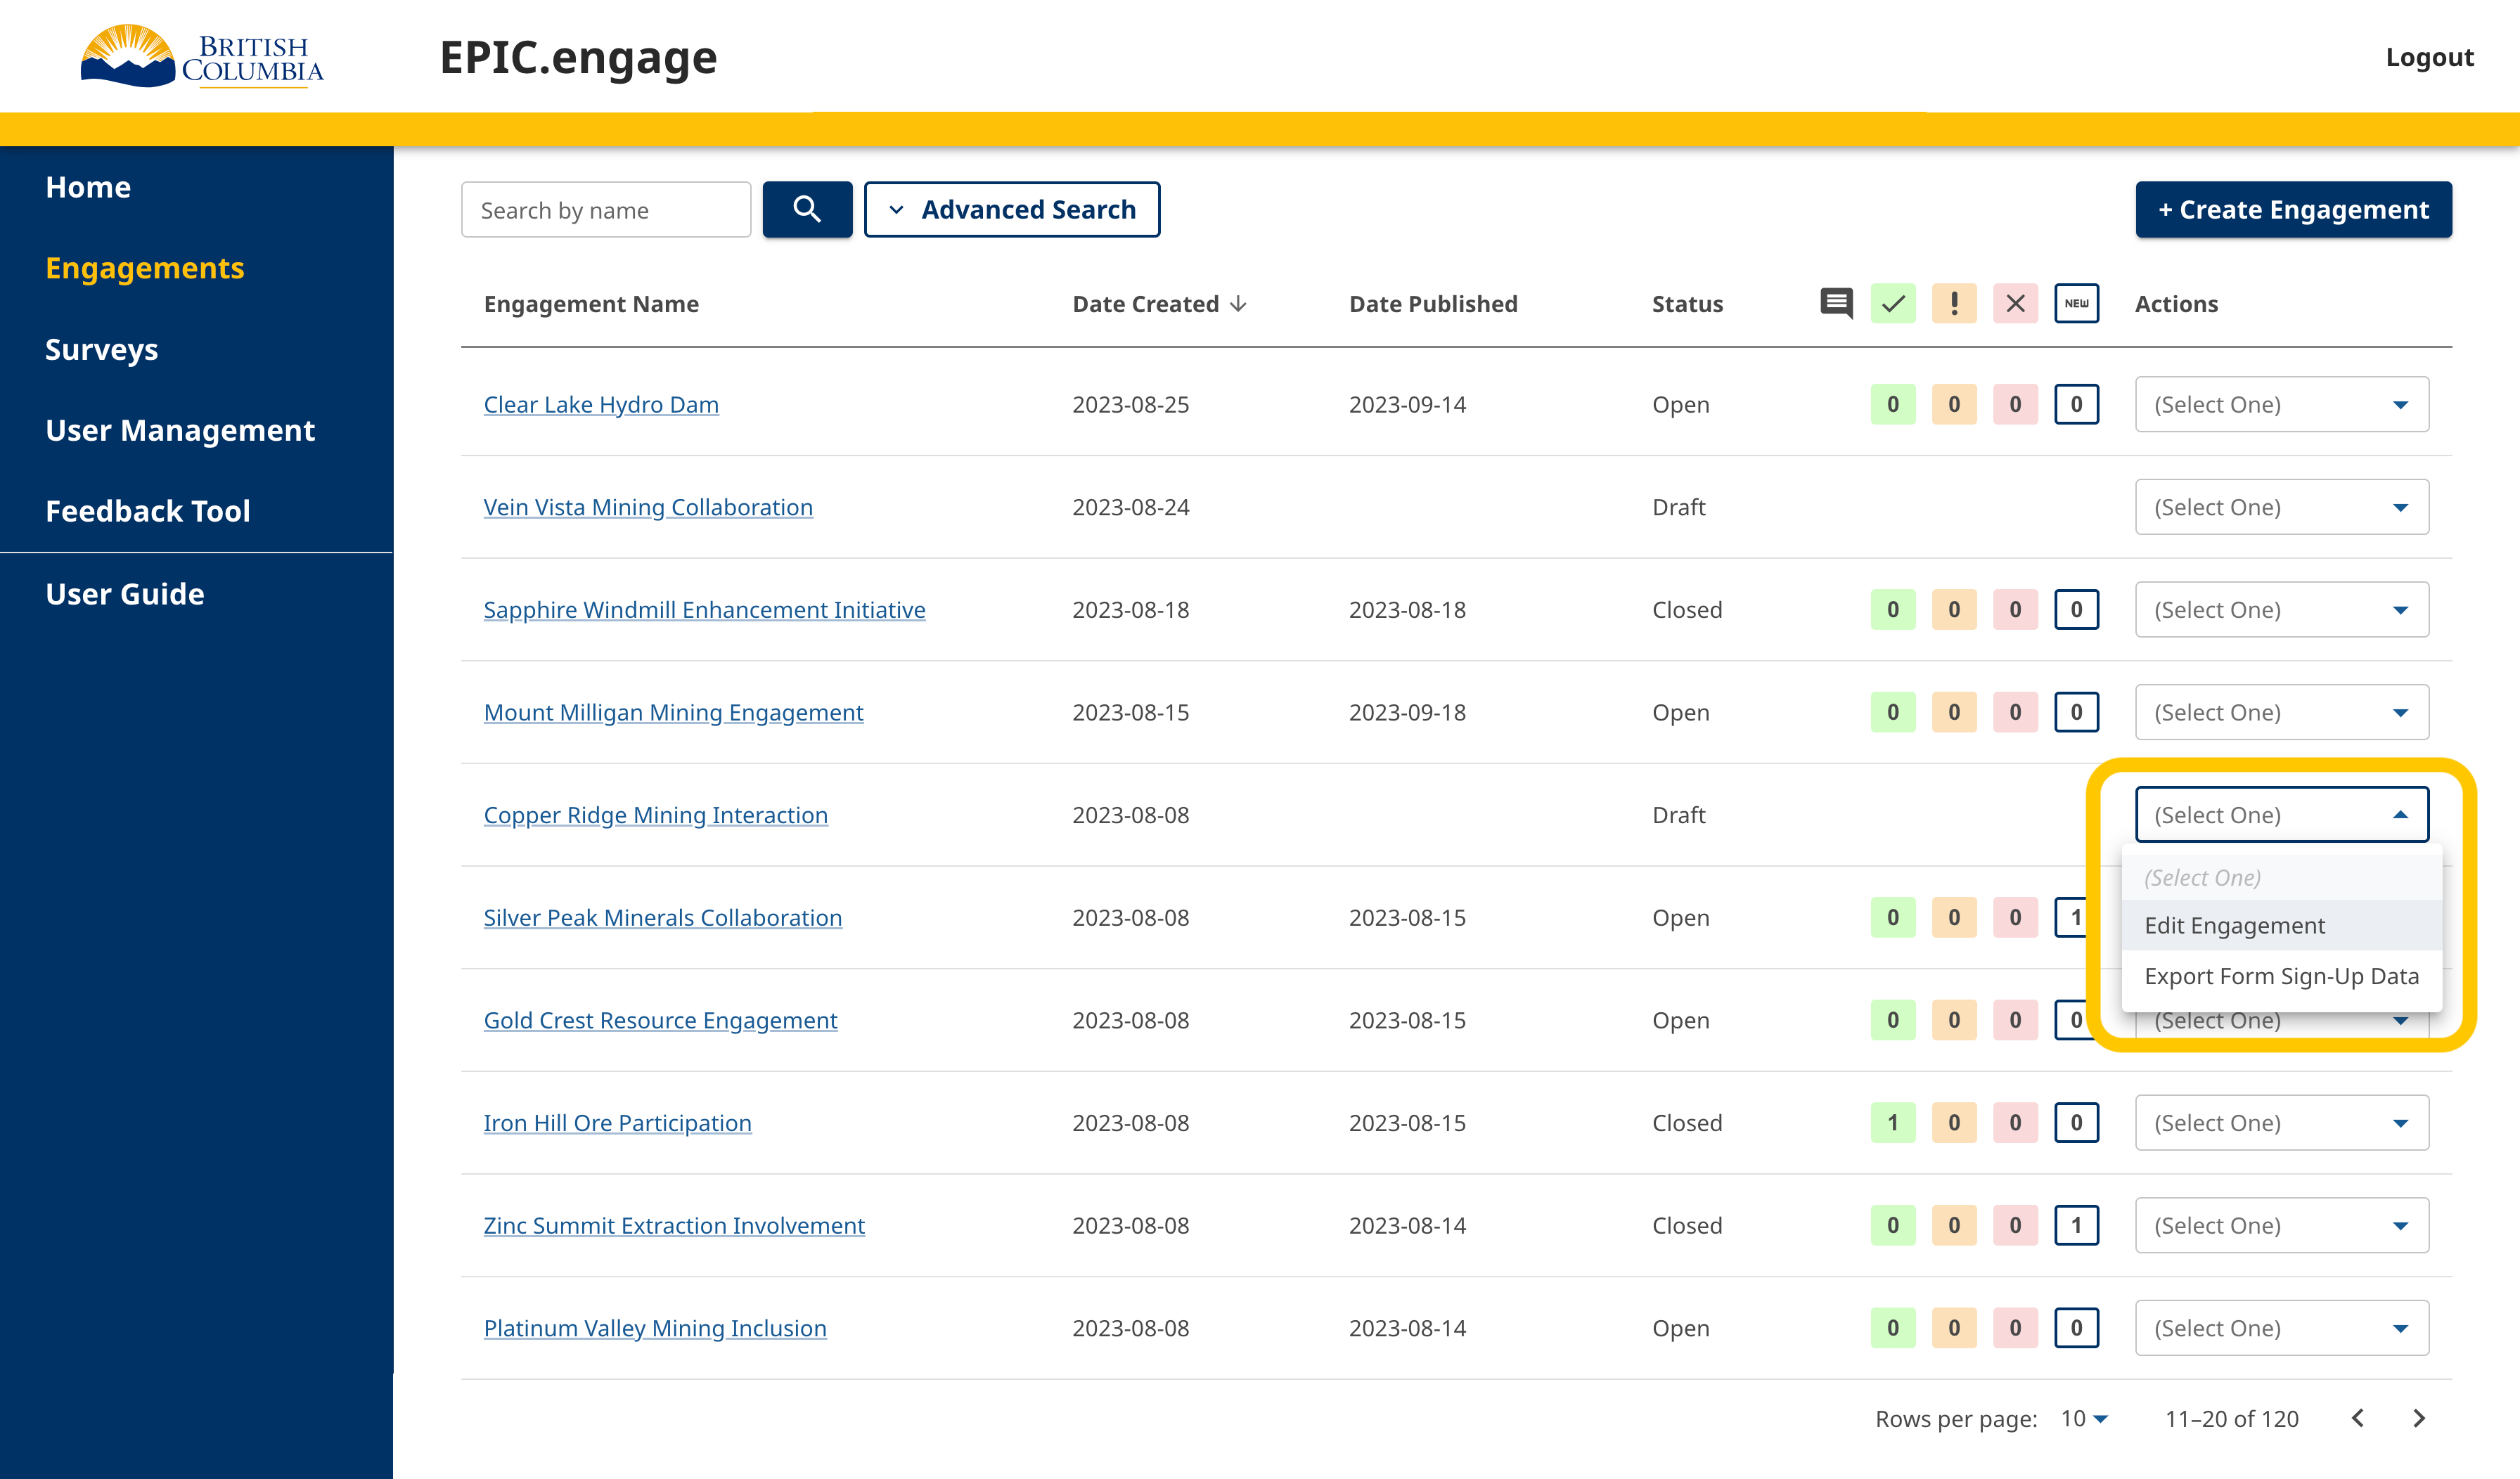 BRITISH
COLUMBIA
EPIC.engage
Logout
Home
Engagements
Surveys
User Management
Feedback Tool
User Guide
Search by name
Advanced Search
+ Create Engagement
Engagement Name Date Created Date Published Status NEW Actions
Clear Lake Hydro Dam 2023-08-25 2023-09-14 Open 0 0 0 0 (Select One)
Vein Vista Mining Collaboration 2023-08-24 Draft (Select One)
Sapphire Windmill Enhancement Initiative 2023-08-18 2023-08-18 Closed 0 0 0 0 (Select One)
Mount Milligan Mining Engagement 2023-08-15 2023-09-18 Open 0 0 0 0 (Select One)
Copper Ridge Mining Interaction 2023-08-08 Draft (Select One)
(Select One)
Edit Engagement
Export Form Sign-Up Data
Silver Peak Minerals Collaboration 2023-08-08 2023-08-15 Open 0 0 0 1
Gold Crest Resource Engagement 2023-08-08 2023-08-15 Open 0 0 0 0 (Select One)
Iron Hill Ore Participation 2023-08-08 2023-08-15 Closed 1 0 0 0 (Select One)
Zinc Summit Extraction Involvement 2023-08-08 2023-08-14 Closed 0 0 0 1 (Select One)
Platinum Valley Mining Inclusion 2023-08-08 2023-08-14 Open 0 0 0 0 (Select One)
Rows per page: 10 11–20 of 120